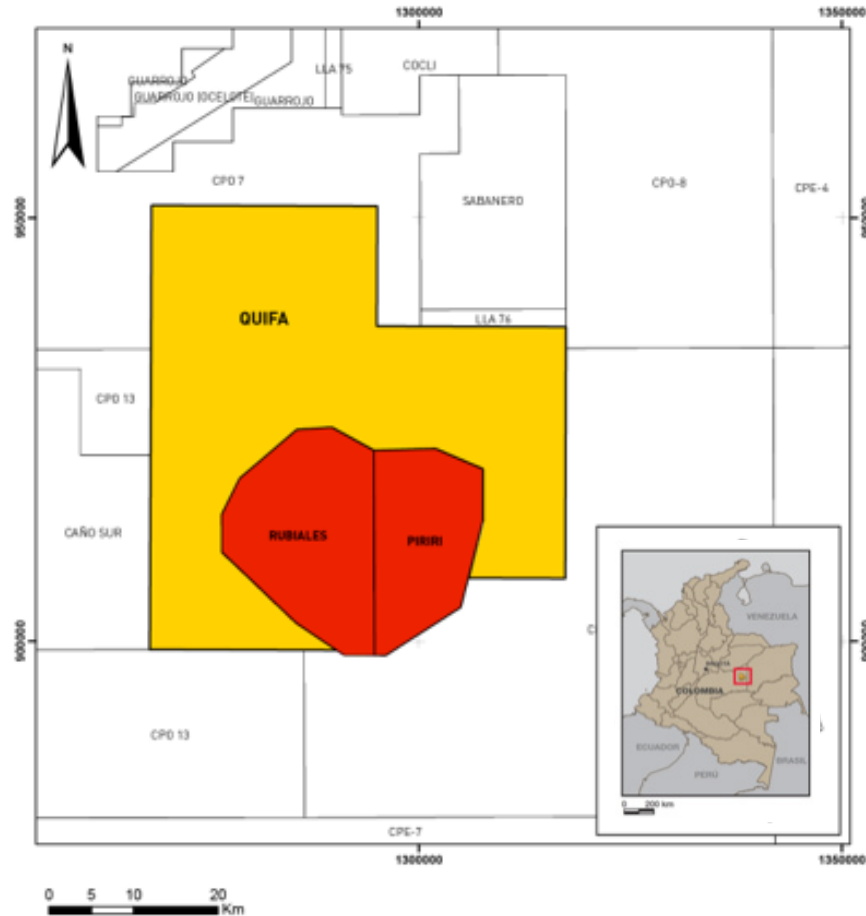 1300000
1350000
N
GUARROJO
GUARROJO (OCELOTE)
GUARROJO
LLA 75
COCLI
CPO 7
SABANERO
CPO-8
CPE-4
950000
QUIFA
LLA 76
CPO 13
CAÑO SUR
RUBIALES
PIRIRI
900000
CPO 13
CPE-7
VENEZUELA
BOGOTA
COLOMBIA
ECUADOR
PERÚ
BRASIL
0 200 km
1300000
1350000
0 5 10 20
Km